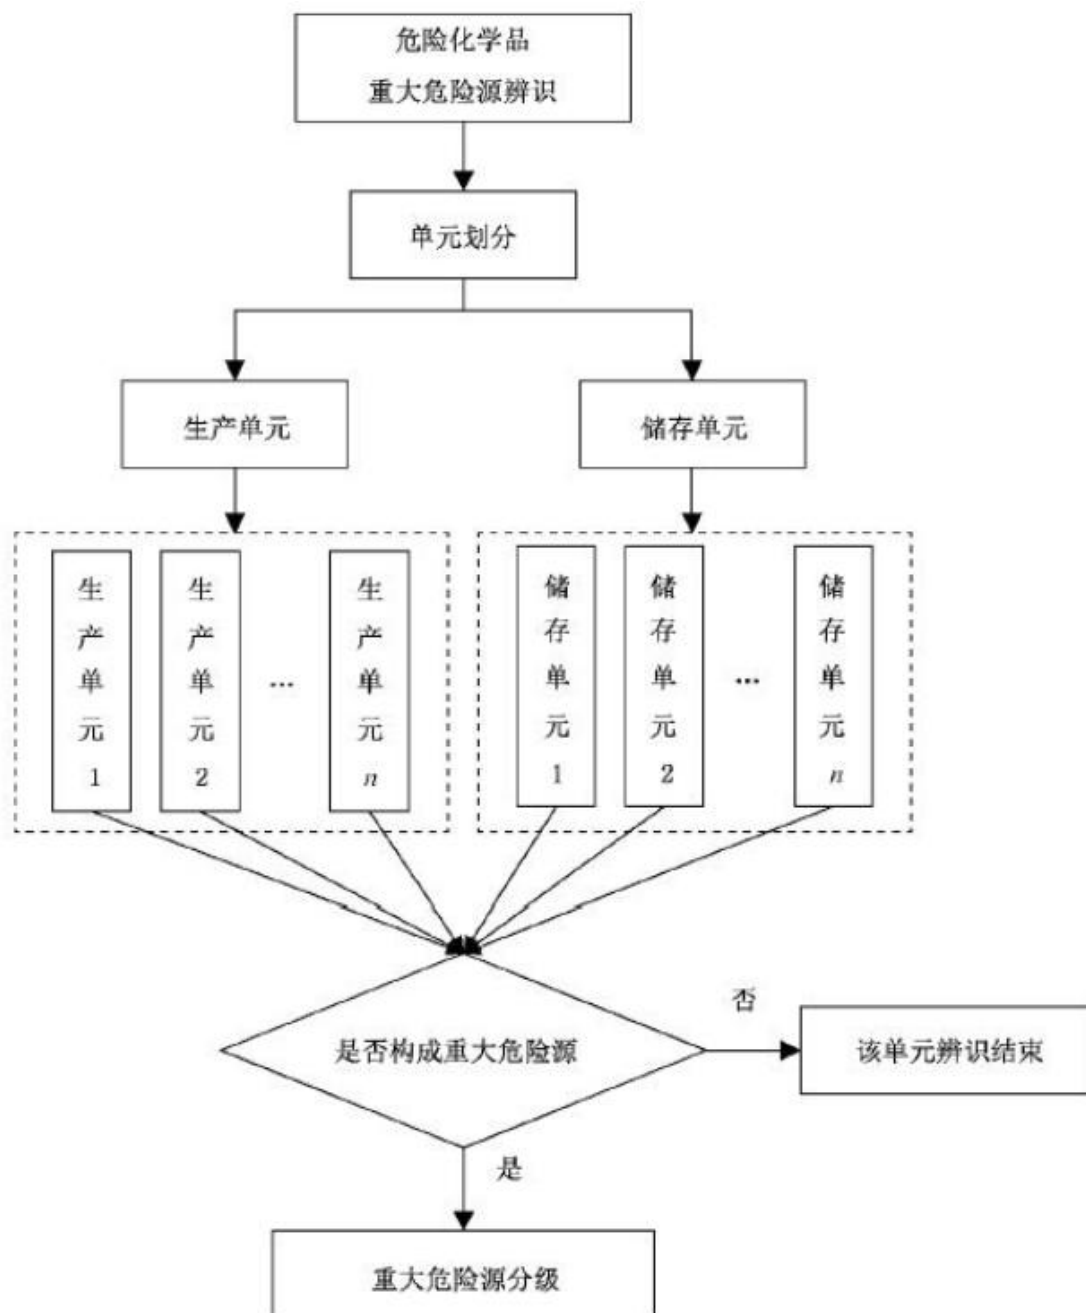 危险化学品
重大危险源辨识
单元划分
生产单元
储存单元
生产单元1
生产单元2
...
生产单元n
储存单元1
储存单元2
...
储存单元n
是否构成重大危险源
否
该单元辨识结束
是
重大危险源分级